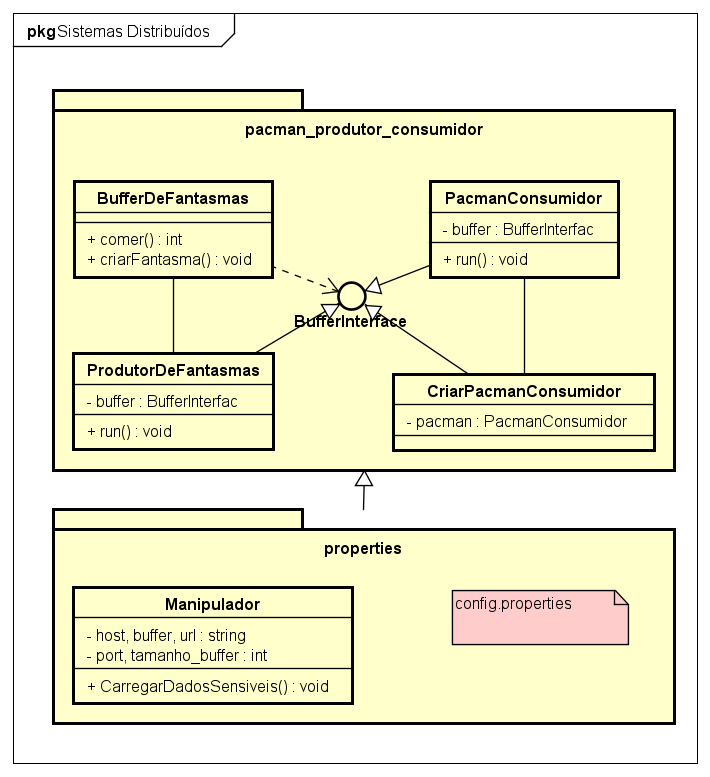 pkg Sistemas Distribuídos
pacman_produtor_consumidor
BufferDeFantasmas
+ comer() : int
+ criarFantasma() : void
PacmanConsumidor
- buffer : BufferInterfac
+ run() : void
BufferInterface
ProdutorDeFantasmas
- buffer : BufferInterfac
+ run() : void
CriarPacmanConsumidor
- pacman : PacmanConsumidor
properties
Manipulador
- host, buffer, url : string
- port, tamanho_buffer : int
+ CarregarDadosSensiveis() : void
config.properties